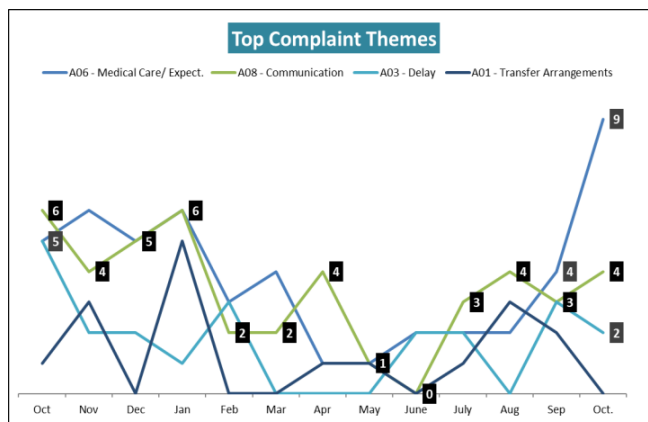 Top Complaint Themes
A06 - Medical Care/ Expect. A08 - Communication A03 - Delay A01 - Transfer Arrangements
9
6 6
5 5
4 4 4 4 4
3 3
2 2 2
1
0
Oct Nov Dec Jan Feb Mar Apr May June July Aug Sep Oct.